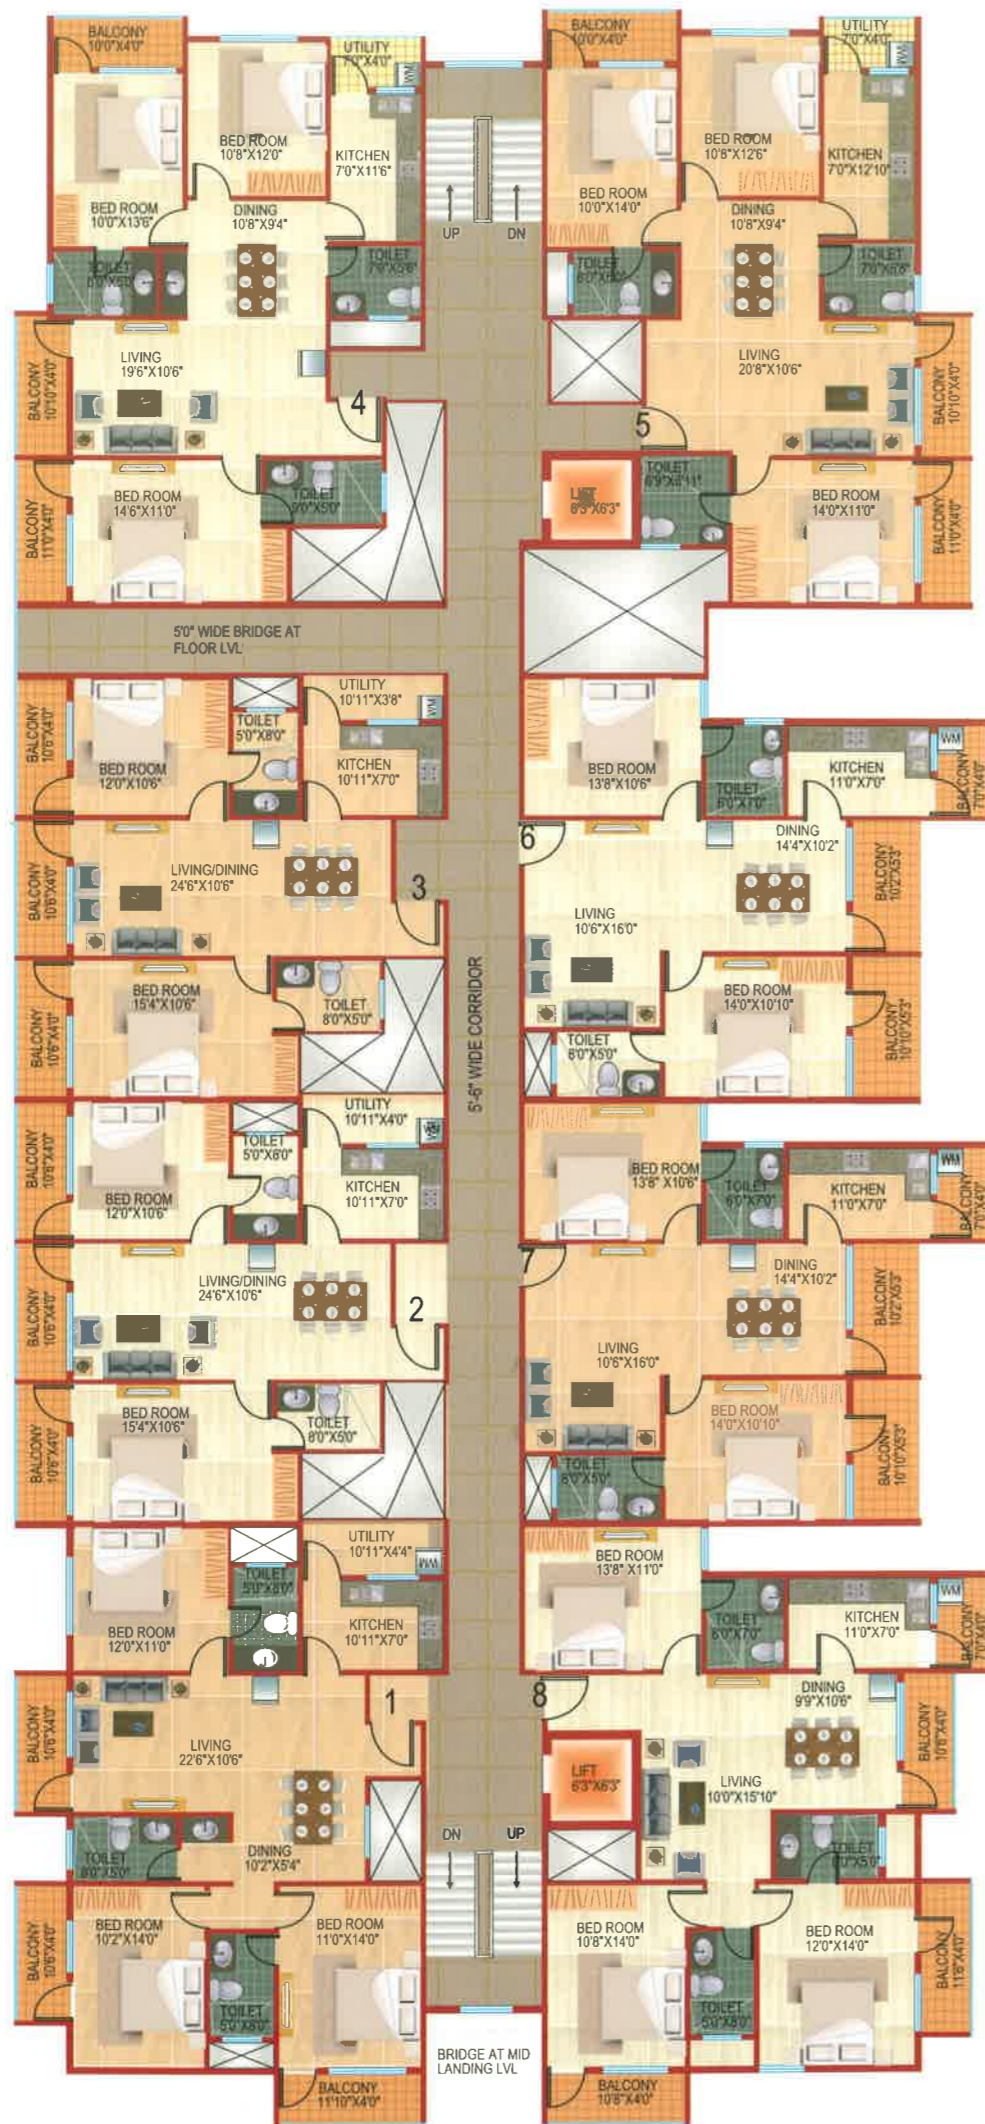 BALCONY
10'0"X4'0"
UTILITY
7'0"X4'0"
WM
BED ROOM
10'8"X12'0"
KITCHEN
7'0"X11'6"
BED ROOM
10'0"X13'6"
DINING
10'8"X9'4"
TOILET
TOILET
7'0"X5'6"
LIVING
19'6"X10'6"
BALCONY
10'10"X4'0"
4
BED ROOM
14'6"X11'0"
TOILET
9'0"X5'0"
BALCONY
11'0"X4'0"
UP
DN
BALCONY
10'0"X4'0"
UTILITY
7'0"X4'0"
WM
BED ROOM
10'8"X12'6"
KITCHEN
7'0"X12'10"
BED ROOM
10'0"X14'0"
DINING
10'8"X9'4"
TOILET
TOILET
LIVING
20'8"X10'6"
BALCONY
10'10"X4'0"
5
LIFT
6'3"X6'3"
TOILET
BED ROOM
14'0"X11'0"
BALCONY
11'0"X4'0"
5'0" WIDE BRIDGE AT
FLOOR LVL
BALCONY
10'6"X4'0"
BED ROOM
12'0"X10'6"
TOILET
5'0"X8'0"
UTILITY
10'11"X3'8"
WM
KITCHEN
10'11"X7'0"
BALCONY
10'6"X4'0"
LIVING/DINING
24'6"X10'6"
3
BALCONY
10'6"X4'0"
BED ROOM
15'4"X10'6"
TOILET
8'0"X5'0"
5'-6" WIDE CORRIDOR
BED ROOM
13'8"X10'6"
TOILET
6'0"X7'0"
KITCHEN
11'0"X7'0"
WM
BALCONY
7'0"X4'0"
6
DINING
14'4"X10'2"
BALCONY
10'2"X5'3"
LIVING
10'6"X16'0"
BED ROOM
14'0"X10'10"
BALCONY
10'10"X5'3"
TOILET
8'0"X5'0"
BALCONY
10'6"X4'0"
BED ROOM
12'0"X10'6"
TOILET
5'0"X8'0"
UTILITY
10'11"X4'0"
WM
KITCHEN
10'11"X7'0"
BALCONY
10'6"X4'0"
LIVING/DINING
24'6"X10'6"
2
BALCONY
10'6"X4'0"
BED ROOM
15'4"X10'6"
TOILET
8'0"X5'0"
BED ROOM
13'8"X10'6"
TOILET
6'0"X7'0"
KITCHEN
11'0"X7'0"
WM
BALCONY
7'0"X4'0"
7
DINING
14'4"X10'2"
BALCONY
10'2"X5'3"
LIVING
10'6"X16'0"
BED ROOM
14'0"X10'10"
BALCONY
10'10"X5'3"
TOILET
8'0"X5'0"
BED ROOM
12'0"X11'0"
TOILET
5'0"X8'0"
UTILITY
10'11"X4'4"
WM
KITCHEN
10'11"X7'0"
1
BALCONY
10'6"X4'0"
LIVING
22'6"X10'6"
DINING
10'2"X5'4"
TOILET
8'0"X5'0"
BALCONY
10'6"X4'0"
BED ROOM
10'2"X14'0"
BED ROOM
11'0"X14'0"
TOILET
5'0"X8'0"
BALCONY
11'10"X4'0"
DN
UP
BED ROOM
13'8"X11'0"
TOILET
6'0"X7'0"
KITCHEN
11'0"X7'0"
WM
BALCONY
7'0"X4'0"
8
DINING
9'9"X10'6"
BALCONY
10'6"X4'0"
LIFT
6'3"X6'3"
LIVING
10'0"X15'10"
TOILET
BED ROOM
10'8"X14'0"
BED ROOM
12'0"X14'0"
BALCONY
11'6"X4'0"
TOILET
5'0"X8'0"
BALCONY
10'8"X4'0"
BRIDGE AT MID
LANDING LVL